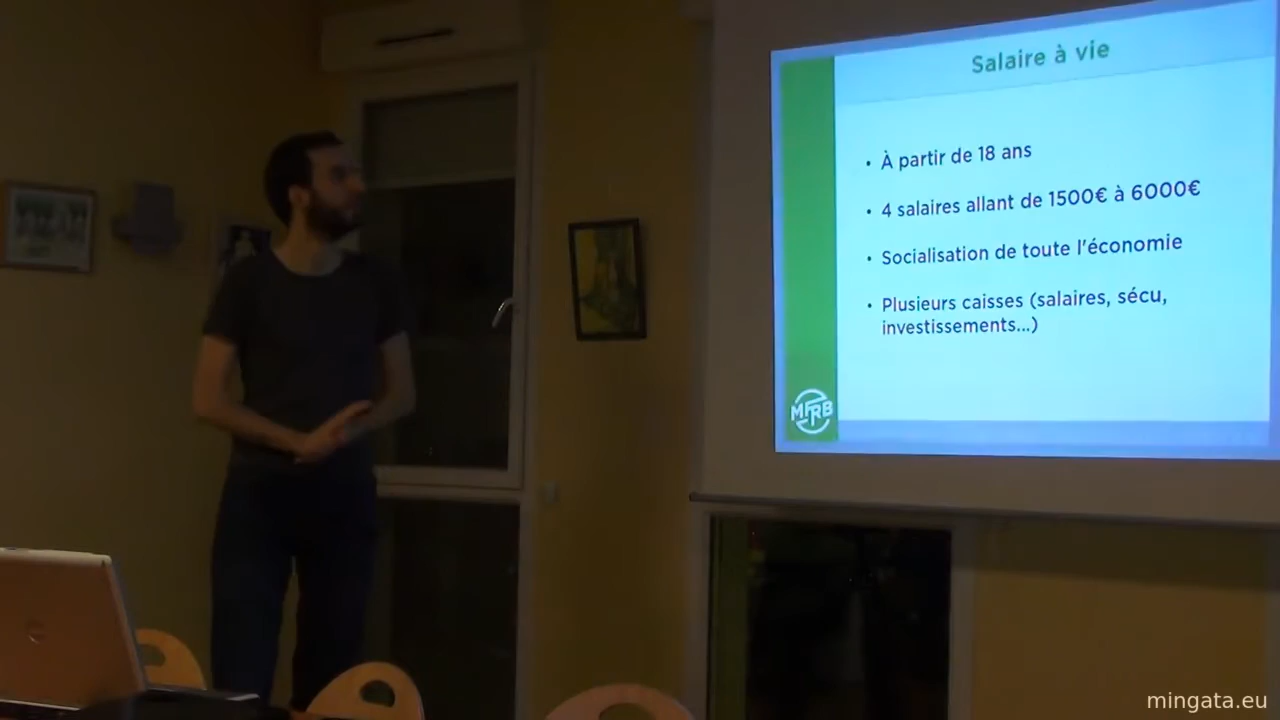 Salaire à vie
• À partir de 18 ans
• 4 salaires allant de 1500€ à 6000€
• Socialisation de toute l'économie
• Plusieurs caisses (salaires, sécu,
investissements...)
MFRB
mingata.eu